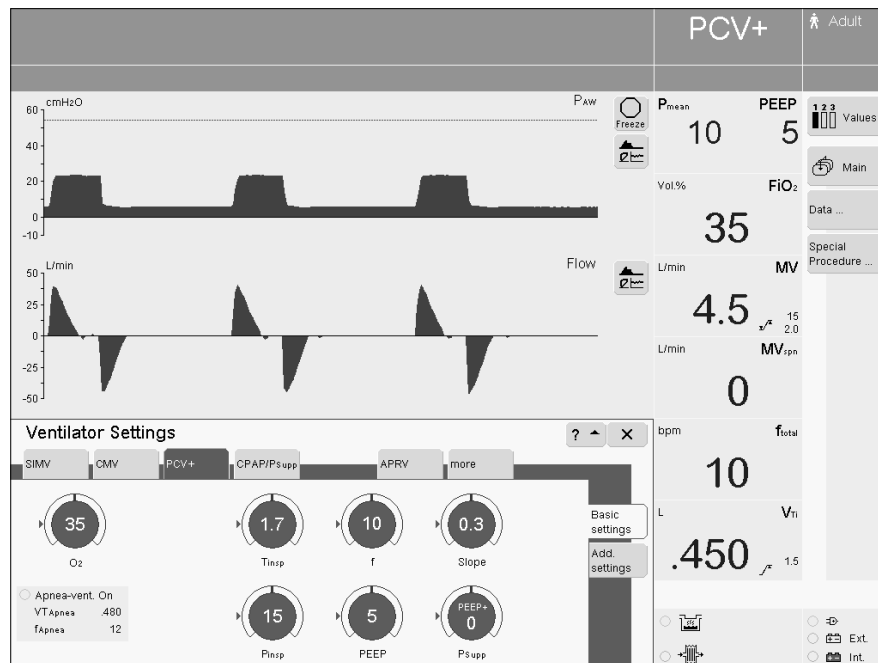 PCV+
Adult
cmH2O
PAW
60
40
20
0
-10
Freeze
L/min
Flow
50
25
0
-25
-50
Pmean
PEEP
10
5
Vol.%
FiO2
35
L/min
MV
4.5
15
2.0
L/min
MVspn
0
bpm
ftotal
10
L
VTi
.450
1.5
1 2 3
Values
Main
Data ...
Special
Procedure ...
Ext.
Int.
Ventilator Settings
?
SIMV
CMV
PCV+
CPAP/Psupp
APRV
more
35
O2
1.7
Tinsp
10
f
0.3
Slope
Basic
settings
Add.
settings
Apnea-vent. On
VTApnea .480
fApnea 12
15
Pinsp
5
PEEP
PEEP+
0
Psupp